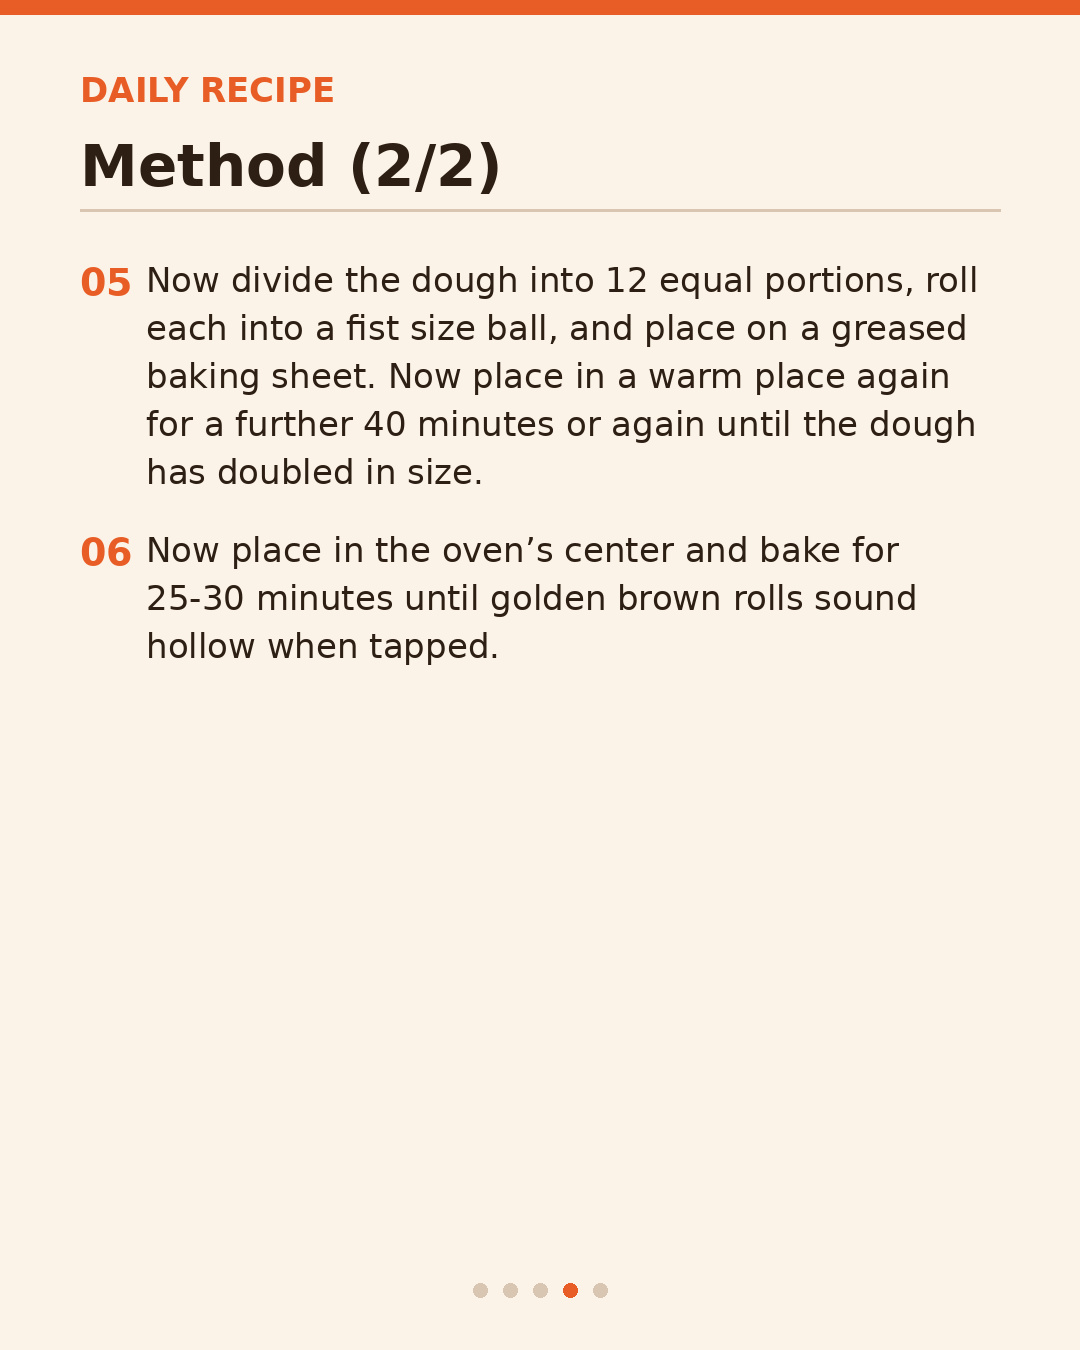 DAILY RECIPE
Method (2/2)
05 Now divide the dough into 12 equal portions, roll
each into a fist size ball, and place on a greased
baking sheet. Now place in a warm place again
for a further 40 minutes or again until the dough
has doubled in size.
06 Now place in the oven’s center and bake for
25-30 minutes until golden brown rolls sound
hollow when tapped.